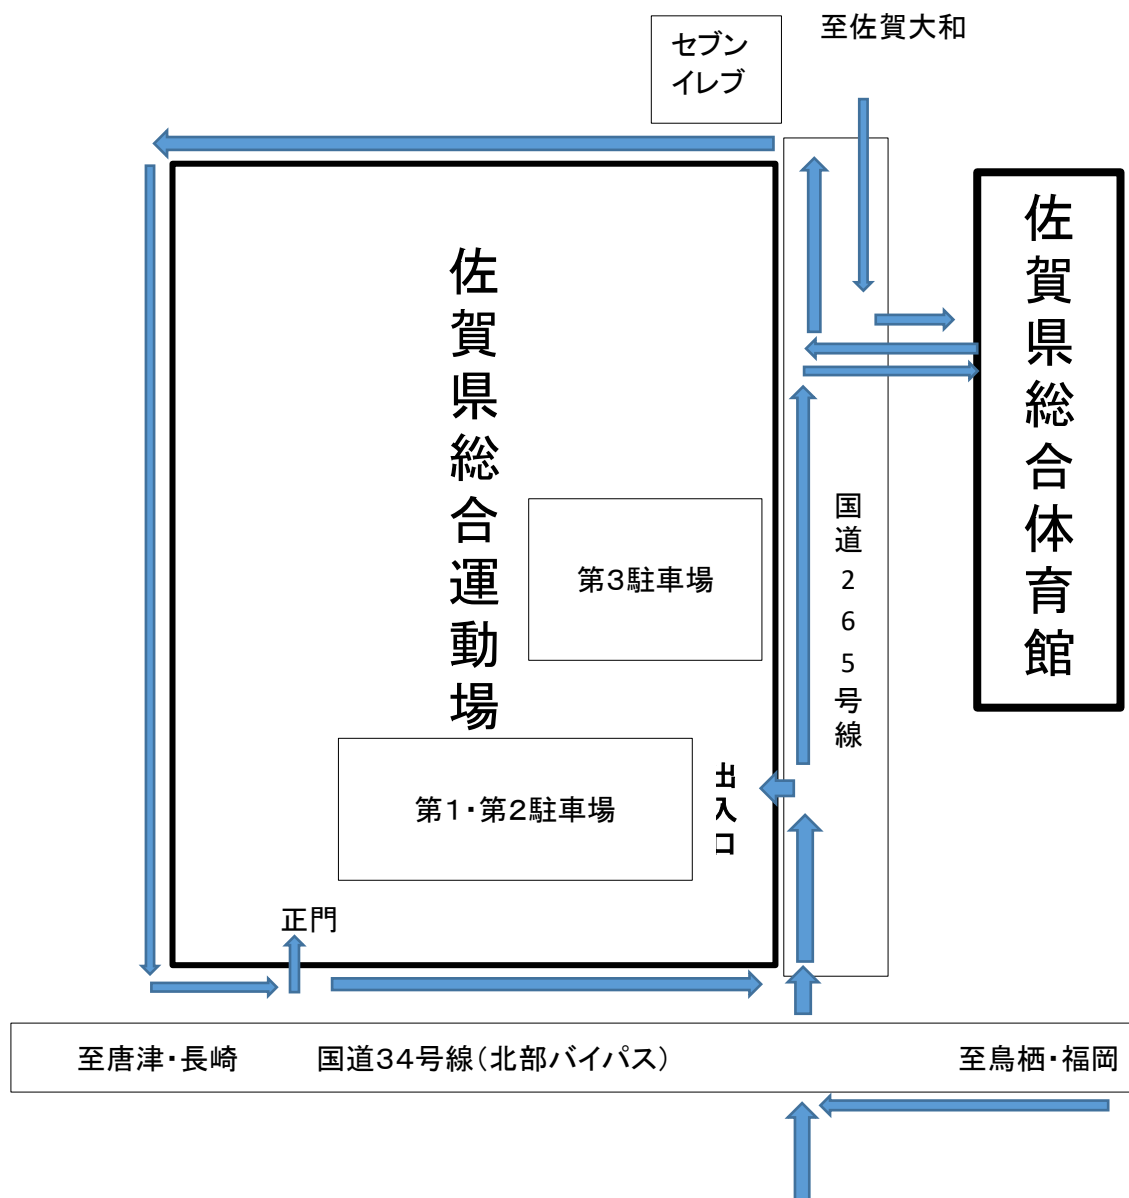 セブン
イレブ
至佐賀大和
佐賀県総合運動場
佐賀県総合体育館
国道265号線
第3駐車場
第1・第2駐車場
出入口
正門
至唐津・長崎
国道34号線(北部バイパス)
至鳥栖・福岡